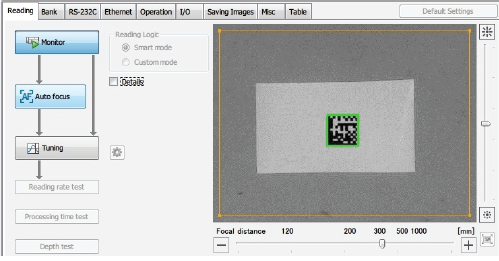 Reading Bank RS-232C Ethernet Operation I/O Saving Images Misc Table Default Settings
Monitor
Reading Logic
Smart mode
Custom mode
Details
AF Auto focus
Tuning
Reading rate test
Processing time test
Depth test
Focal distance 120 200 300 500 1000 [mm]